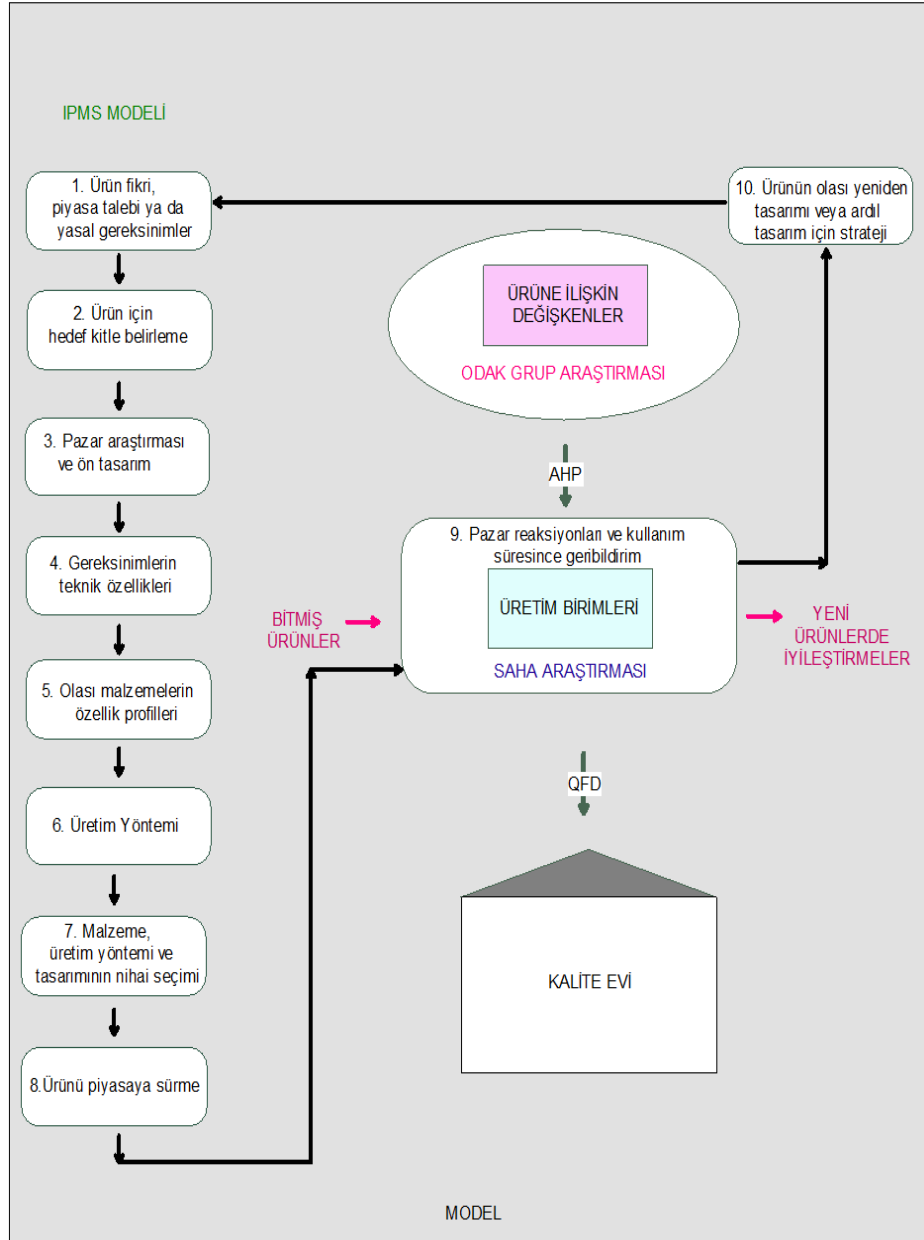 IPMS MODELİ
1. Ürün fikri,
piyasa talebi ya da
yasal gereksinimler
2. Ürün için
hedef kitle belirleme
3. Pazar araştırması
ve ön tasarım
4. Gereksinimlerin
teknik özellikleri
5. Olası malzemelerin
özellik profilleri
6. Üretim Yöntemi
7. Malzeme,
üretim yöntemi ve
tasarımının nihai seçimi
8.Ürünü piyasaya sürme
10. Ürünün olası yeniden
tasarımı veya ardıl
tasarım için strateji
ÜRÜNE İLİŞKİN
DEĞİŞKENLER
ODAK GRUP ARAŞTIRMASI
AHP
9. Pazar reaksiyonları ve kullanım
süresince geribildirim
ÜRETİM BİRİMLERİ
SAHA ARAŞTIRMASI
BİTMİŞ
ÜRÜNLER
YENİ
ÜRÜNLERDE
İYİLEŞTİRMELER
QFD
KALİTE EVİ
MODEL